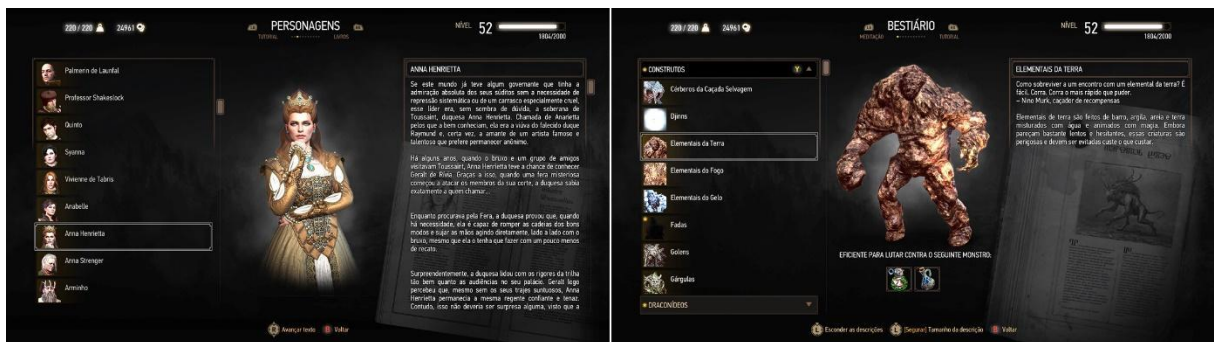 220 / 220 24961
PERSONAGENS
TUTORIAL LIVROS
NÍVEL 52
1804/2000
Palmerin de Launfal
Professor Shakeslock
Quinto
Syanna
Vivienne de Tabris
Anabelle
Anna Henrietta
Anna Strenger
Arminho
ANNA HENRIETTA
Se este mundo já teve algum governante que tinha a
admiração absoluta dos seus súditos sem a necessidade de
repressão sistemática ou de um carrasco especialmente cruel,
esse líder era, sem sombra de dúvida, a soberana de
Toussaint, duquesa Anna Henrietta. Chamada de Anarietta
pelos que a bem conheciam, ela era a viúva do falecido duque
Raymund e, certa vez, a amante de um artista famoso e
talentoso que prefere permanecer anônimo.
Há alguns anos, quando o bruxo e um grupo de amigos
visitavam Toussaint, Anna Henrietta teve a chance de conhecer
Geralt de Rívia. Graças a isso, quando uma fera misteriosa
começou a atacar os membros da sua corte, a duquesa sabia
exatamente a quem chamar...
Enquanto procurava pela Fera, a duquesa provou que, quando
há necessidade, ela é capaz de romper as cadeias dos bons
modos e sujar as mãos agindo diretamente, lado a lado com o
bruxo, mesmo que ela o tenha que fazer com um pouco menos
de recato.
Surpreendentemente, a duquesa lidou com os rigores da trilha
tão bem quanto as audiências no seu palácio. Geralt logo
percebeu que, mesmo sem os seus trajes suntuosos, Anna
Henrietta permanecia a mesma regente confiante e tenaz.
Contudo, isso não deveria ser surpresa alguma, visto que a
Avançar texto Voltar
220 / 220 24961
BESTIÁRIO
MEDITAÇÃO TUTORIAL
NÍVEL 52
1804/2000
CONSTRUTOS Y
Cérberos da Caçada Selvagem
Djinns
Elementais da Terra
Elementais do Fogo
Elementais do Gelo
Fadas
Golens
Gárgulas
DRACONÍDEOS
EFICIENTE PARA LUTAR CONTRA O SEGUINTE MONSTRO:
ELEMENTAIS DA TERRA
Como sobreviver a um encontro com um elemental da terra? É
fácil. Corra. Corra o mais rápido que puder.
– Nino Murk, caçador de recompensas
Elementais de terra são feitos de barro, argila, areia e terra
misturados com água e animados com magia. Embora
pareçam bastante lentos e hesitantes, essas criaturas são
perigosas e devem ser evitadas custe o que custar.
L Esconder as descrições L [Segurar] Tamanho da descrição B Voltar